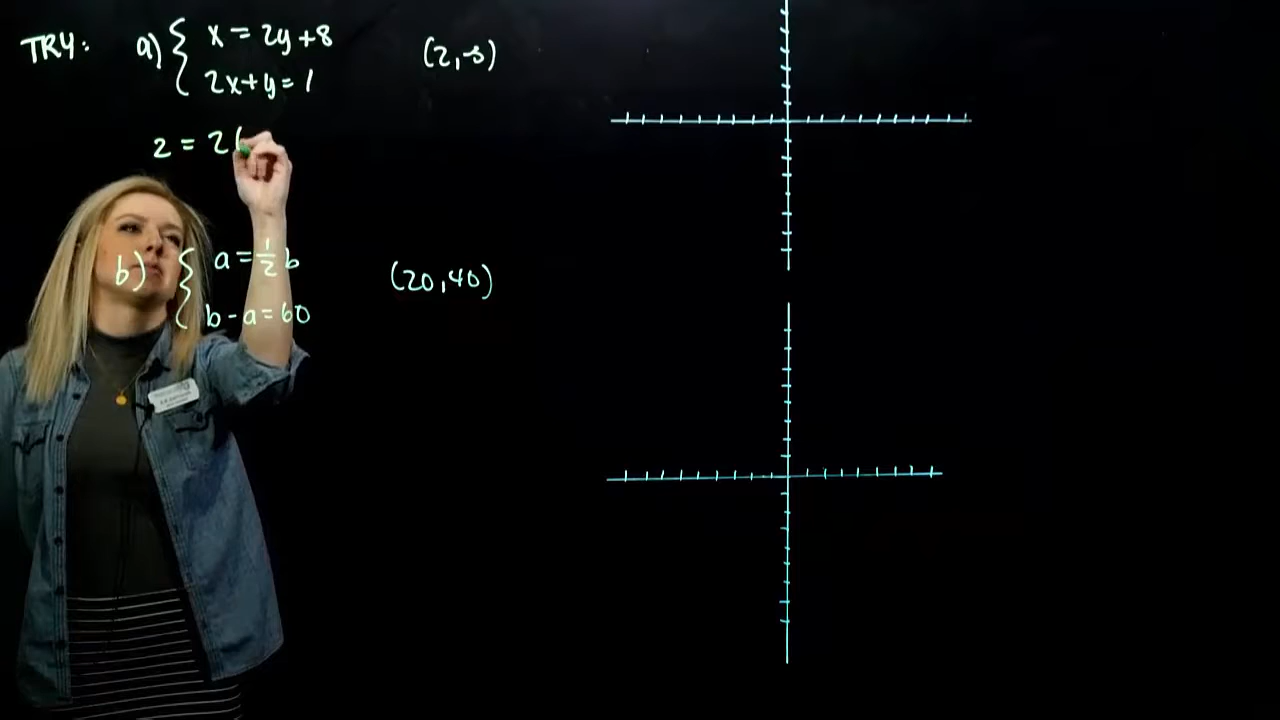 TRY: a) { x = 2y + 8 (2, -3)
2x + y = 1
2 = 2(
b) { a = 1/2 b (20, 40)
b - a = 60